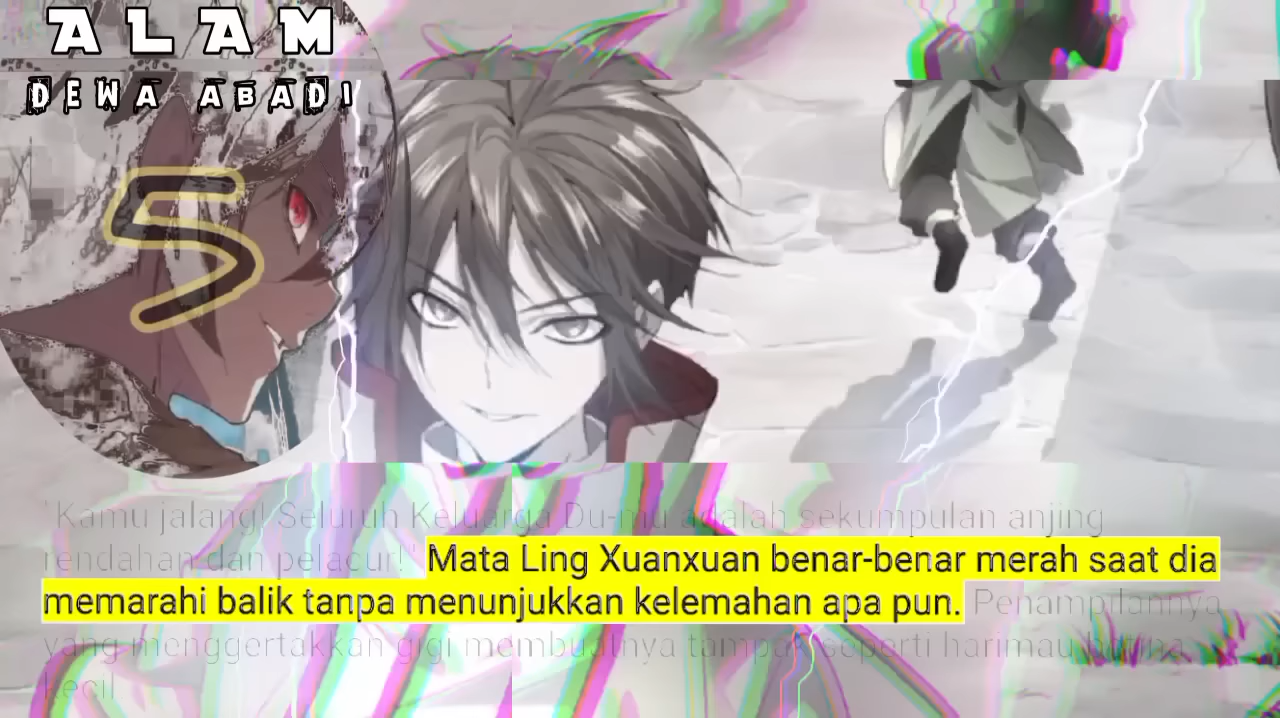 ALAM
DEWA ABADI
5
'Kamu jalang! Seluruh Keluarga Du-mu adalah sekumpulan anjing
rendahan dan pelacur!' Mata Ling Xuanxuan benar-benar merah saat dia
memarahi balik tanpa menunjukkan kelemahan apa pun. Penampilannya
yang menggertakkan gigi membuatnya tampak seperti harimau betina
kecil